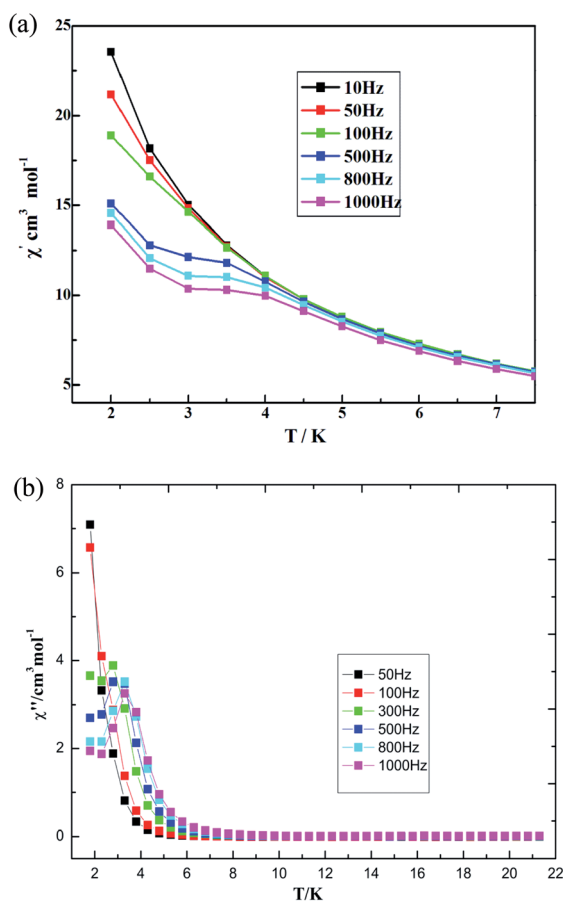 (a)
25
20
15
10
5
χ' cm³ mol⁻¹
10Hz
50Hz
100Hz
500Hz
800Hz
1000Hz
2 3 4 5 6 7
T / K
(b)
8
6
4
2
0
χ''/cm³mol⁻¹
50Hz
100Hz
300Hz
500Hz
800Hz
1000Hz
2 4 6 8 10 12 14 16 18 20 22
T/K